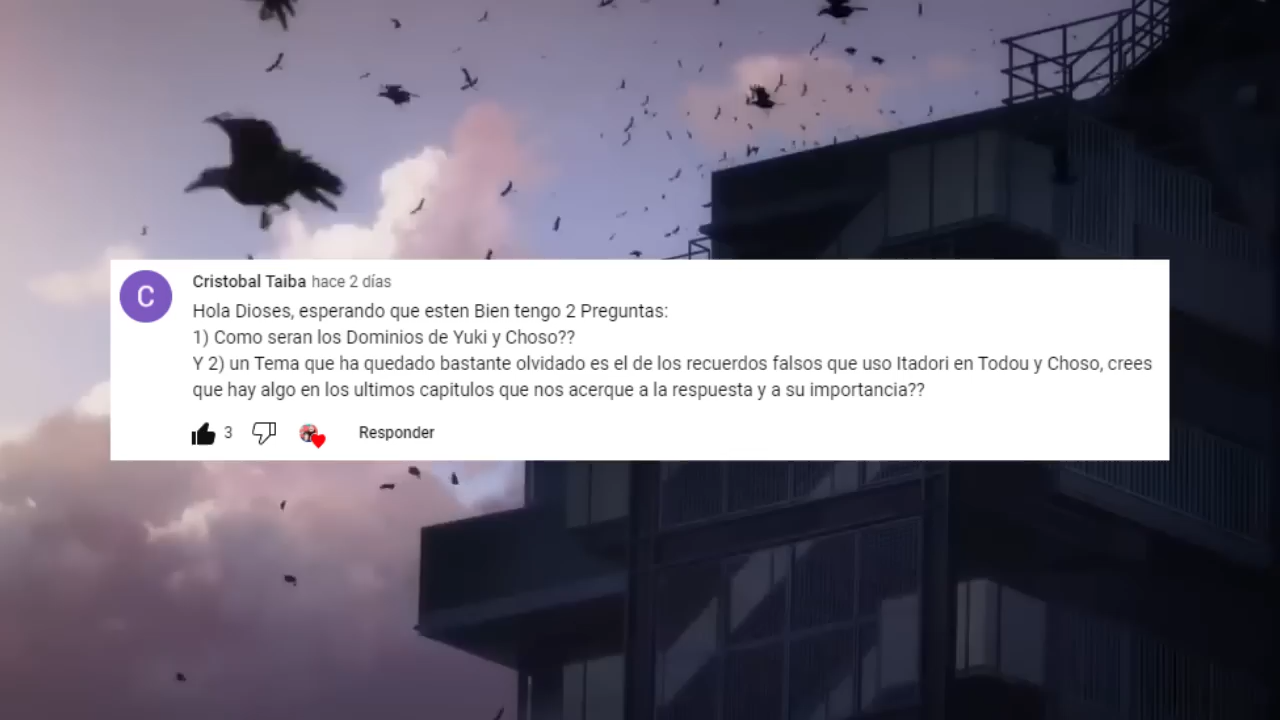 C
Cristobal Taiba hace 2 días
Hola Dioses, esperando que esten Bien tengo 2 Preguntas:
1) Como seran los Dominios de Yuki y Choso??
Y 2) un Tema que ha quedado bastante olvidado es el de los recuerdos falsos que uso Itadori en Todou y Choso, crees
que hay algo en los ultimos capitulos que nos acerque a la respuesta y a su importancia??
3
Responder